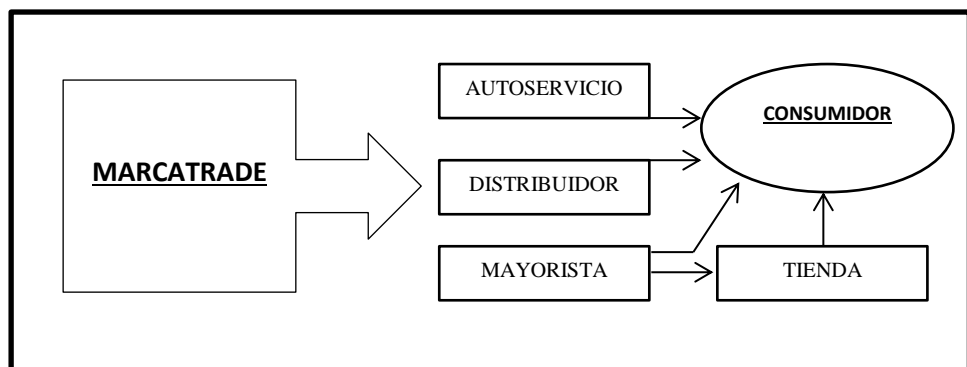 MARCATRADE
AUTOSERVICIO
DISTRIBUIDOR
MAYORISTA
CONSUMIDOR
TIENDA